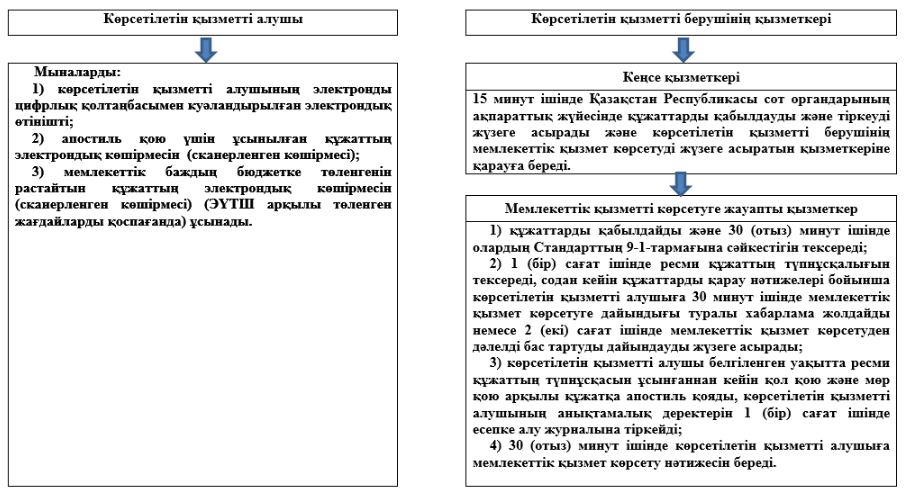 Көрсетілетін қызметті алушы
Мыналарды:
1) көрсетілетін қызметті алушының электронды
цифрлық қолтаңбасымен куәландырылған электрондық
өтінішті;
2) апостиль қою үшін ұсынылған құжаттың
электрондық көшірмесін (сканерленген көшірмесі);
3) мемлекеттік баждың бюджетке төленгенін
растайтын құжаттың электрондық көшірмесін
(сканерленген көшірмесі) (ЭҮТШ арқылы төленген
жағдайларды қоспағанда) ұсынады.
Көрсетілетін қызметті берушінің қызметкері
Кеңсе қызметкері
15 минут ішінде Қазақстан Республикасы сот органдарының
ақпараттық жүйесінде құжаттарды қабылдауды және тіркеуді
жүзеге асырады және көрсетілетін қызметті берушінің
мемлекеттік қызмет көрсетуді жүзеге асыратын қызметкеріне
қарауға береді.
Мемлекеттік қызметті көрсетуге жауапты қызметкер
1) құжаттарды қабылдайды және 30 (отыз) минут ішінде
олардың Стандарттың 9-1-тармағына сәйкестігін тексереді;
2) 1 (бір) сағат ішінде ресми құжаттың түпнұсқалығын
тексереді, содан кейін құжаттарды қарау нәтижелері бойынша
көрсетілетін қызметті алушыға 30 минут ішінде мемлекеттік
қызмет көрсетуге дайындығы туралы хабарлама жолдайды
немесе 2 (екі) сағат ішінде мемлекеттік қызмет көрсетуден
дәлелді бас тартуды дайындауды жүзеге асырады;
3) көрсетілетін қызметті алушы белгіленген уақытта ресми
құжаттың түпнұсқасын ұсынғаннан кейін қол қою және мөр
қою арқылы құжатқа апостиль қояды, көрсетілетін қызметті
алушының анықтамалық деректерін 1 (бір) сағат ішінде
есепке алу журналына тіркейді;
4) 30 (отыз) минут ішінде көрсетілетін қызметті алушыға
мемлекеттік қызмет көрсету нәтижесін береді.